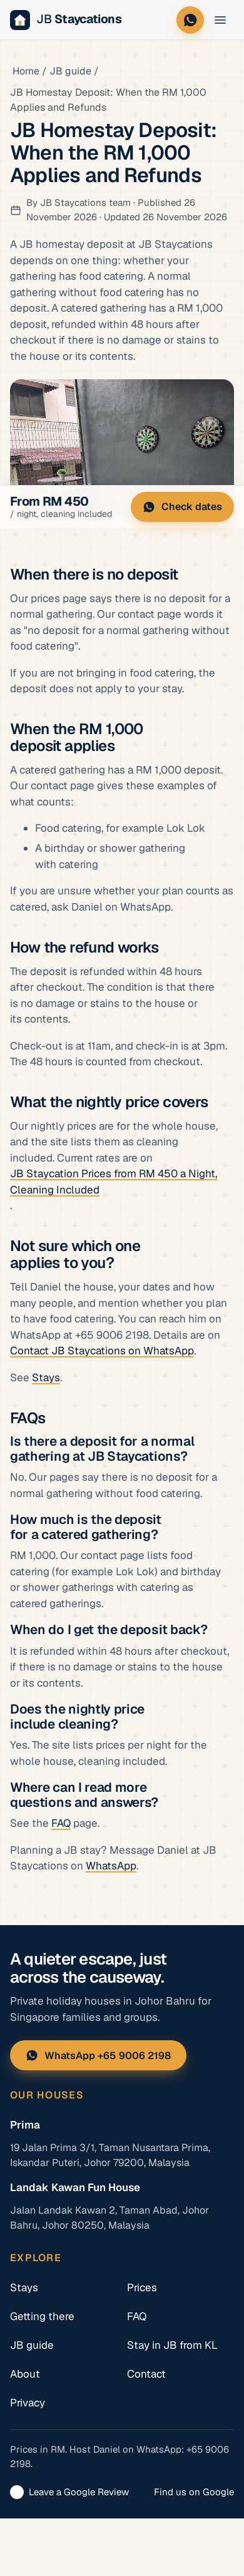 JB Staycations
Home / JB guide /
JB Homestay Deposit: When the RM 1,000
Applies and Refunds
JB Homestay Deposit:
When the RM 1,000
Applies and Refunds
By JB Staycations team · Published 26
November 2026 · Updated 26 November 2026
A JB homestay deposit at JB Staycations
depends on one thing: whether your
gathering has food catering. A normal
gathering without food catering has no
deposit. A catered gathering has a RM 1,000
deposit, refunded within 48 hours after
checkout if there is no damage or stains to
the house or its contents.
From RM 450
/ night, cleaning included
Check dates
When there is no deposit
Our prices page says there is no deposit for a
normal gathering. Our contact page words it
as "no deposit for a normal gathering without
food catering".
If you are not bringing in food catering, the
deposit does not apply to your stay.
When the RM 1,000
deposit applies
A catered gathering has a RM 1,000 deposit.
Our contact page gives these examples of
what counts:
• Food catering, for example Lok Lok
• A birthday or shower gathering
with catering
If you are unsure whether your plan counts as
catered, ask Daniel on WhatsApp.
How the refund works
The deposit is refunded within 48 hours
after checkout. The condition is that there
is no damage or stains to the house or
its contents.
Check-out is at 11am, and check-in is at 3pm.
The 48 hours is counted from checkout.
What the nightly price covers
Our nightly prices are for the whole house,
and the site lists them as cleaning
included. Current rates are on
JB Staycation Prices from RM 450 a Night,
Cleaning Included
.
Not sure which one
applies to you?
Tell Daniel the house, your dates and how
many people, and mention whether you plan
to have food catering. You can reach him on
WhatsApp at +65 9006 2198. Details are on
Contact JB Staycations on WhatsApp.
See Stays.
FAQs
Is there a deposit for a normal
gathering at JB Staycations?
No. Our pages say there is no deposit for a
normal gathering without food catering.
How much is the deposit
for a catered gathering?
RM 1,000. Our contact page lists food
catering (for example Lok Lok) and birthday
or shower gatherings with catering as
catered gatherings.
When do I get the deposit back?
It is refunded within 48 hours after checkout,
if there is no damage or stains to the house
or its contents.
Does the nightly price
include cleaning?
Yes. The site lists prices per night for the
whole house, cleaning included.
Where can I read more
questions and answers?
See the FAQ page.
Planning a JB stay? Message Daniel at JB
Staycations on WhatsApp.
A quieter escape, just
across the causeway.
Private holiday houses in Johor Bahru for
Singapore families and groups.
WhatsApp +65 9006 2198
OUR HOUSES
Prima
19 Jalan Prima 3/1, Taman Nusantara Prima,
Iskandar Puteri, Johor 79200, Malaysia
Landak Kawan Fun House
Jalan Landak Kawan 2, Taman Abad, Johor
Bahru, Johor 80250, Malaysia
EXPLORE
Stays
Prices
Getting there
FAQ
JB guide
Stay in JB from KL
About
Contact
Privacy
Prices in RM. Host Daniel on WhatsApp: +65 9006
2198.
Leave a Google Review
Find us on Google